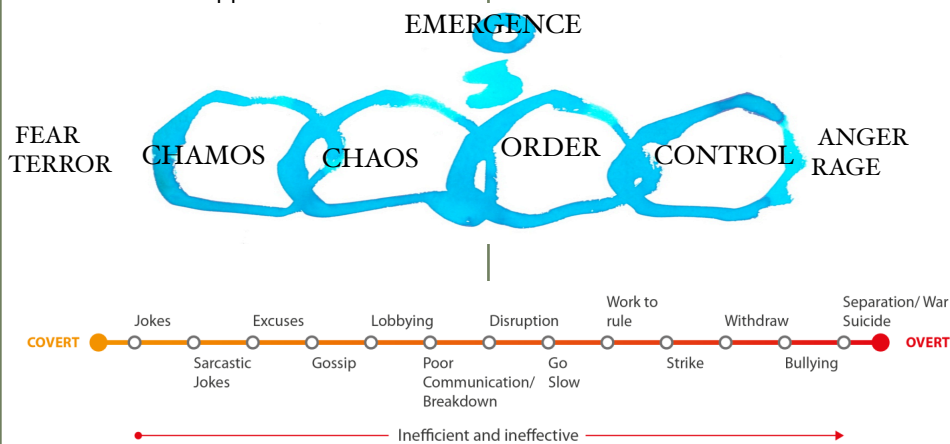 EMERGENCE
FEAR
TERROR
CHAMOS
CHAOS
ORDER
CONTROL
ANGER
RAGE
Jokes
Excuses
Lobbying
Disruption
Work to
rule
Withdraw
Separation/ War
Suicide
COVERT
OVERT
Sarcastic
Jokes
Gossip
Poor
Communication/
Breakdown
Go
Slow
Strike
Bullying
Inefficient and ineffective